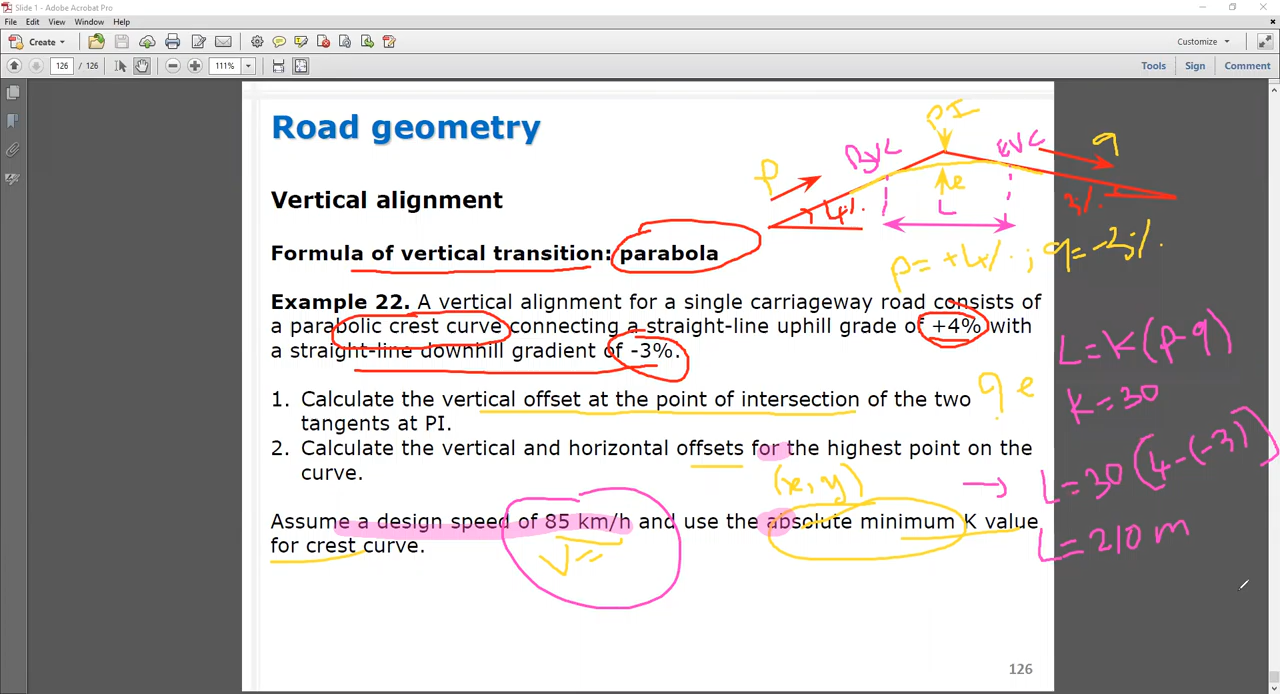 Slide 1 - Adobe Acrobat Pro
File Edit View Window Help
Create
Customize
126 / 126
111%
Tools Sign Comment
Road geometry
Vertical alignment
Formula of vertical transition: parabola
Example 22. A vertical alignment for a single carriageway road consists of
a parabolic crest curve connecting a straight-line uphill grade of +4% with
a straight-line downhill gradient of -3%.
1. Calculate the vertical offset at the point of intersection of the two
tangents at PI.
2. Calculate the vertical and horizontal offsets for the highest point on the
curve.
Assume a design speed of 85 km/h and use the absolute minimum K value
for crest curve.
126
PI
BVC
EVC
P
q
e
4%
L
3%
P = +4% ; q = -3%
q e
(x, y)
V =
L = K (P - q)
K = 30
→ L = 30 (4 - (-3))
L = 210 m